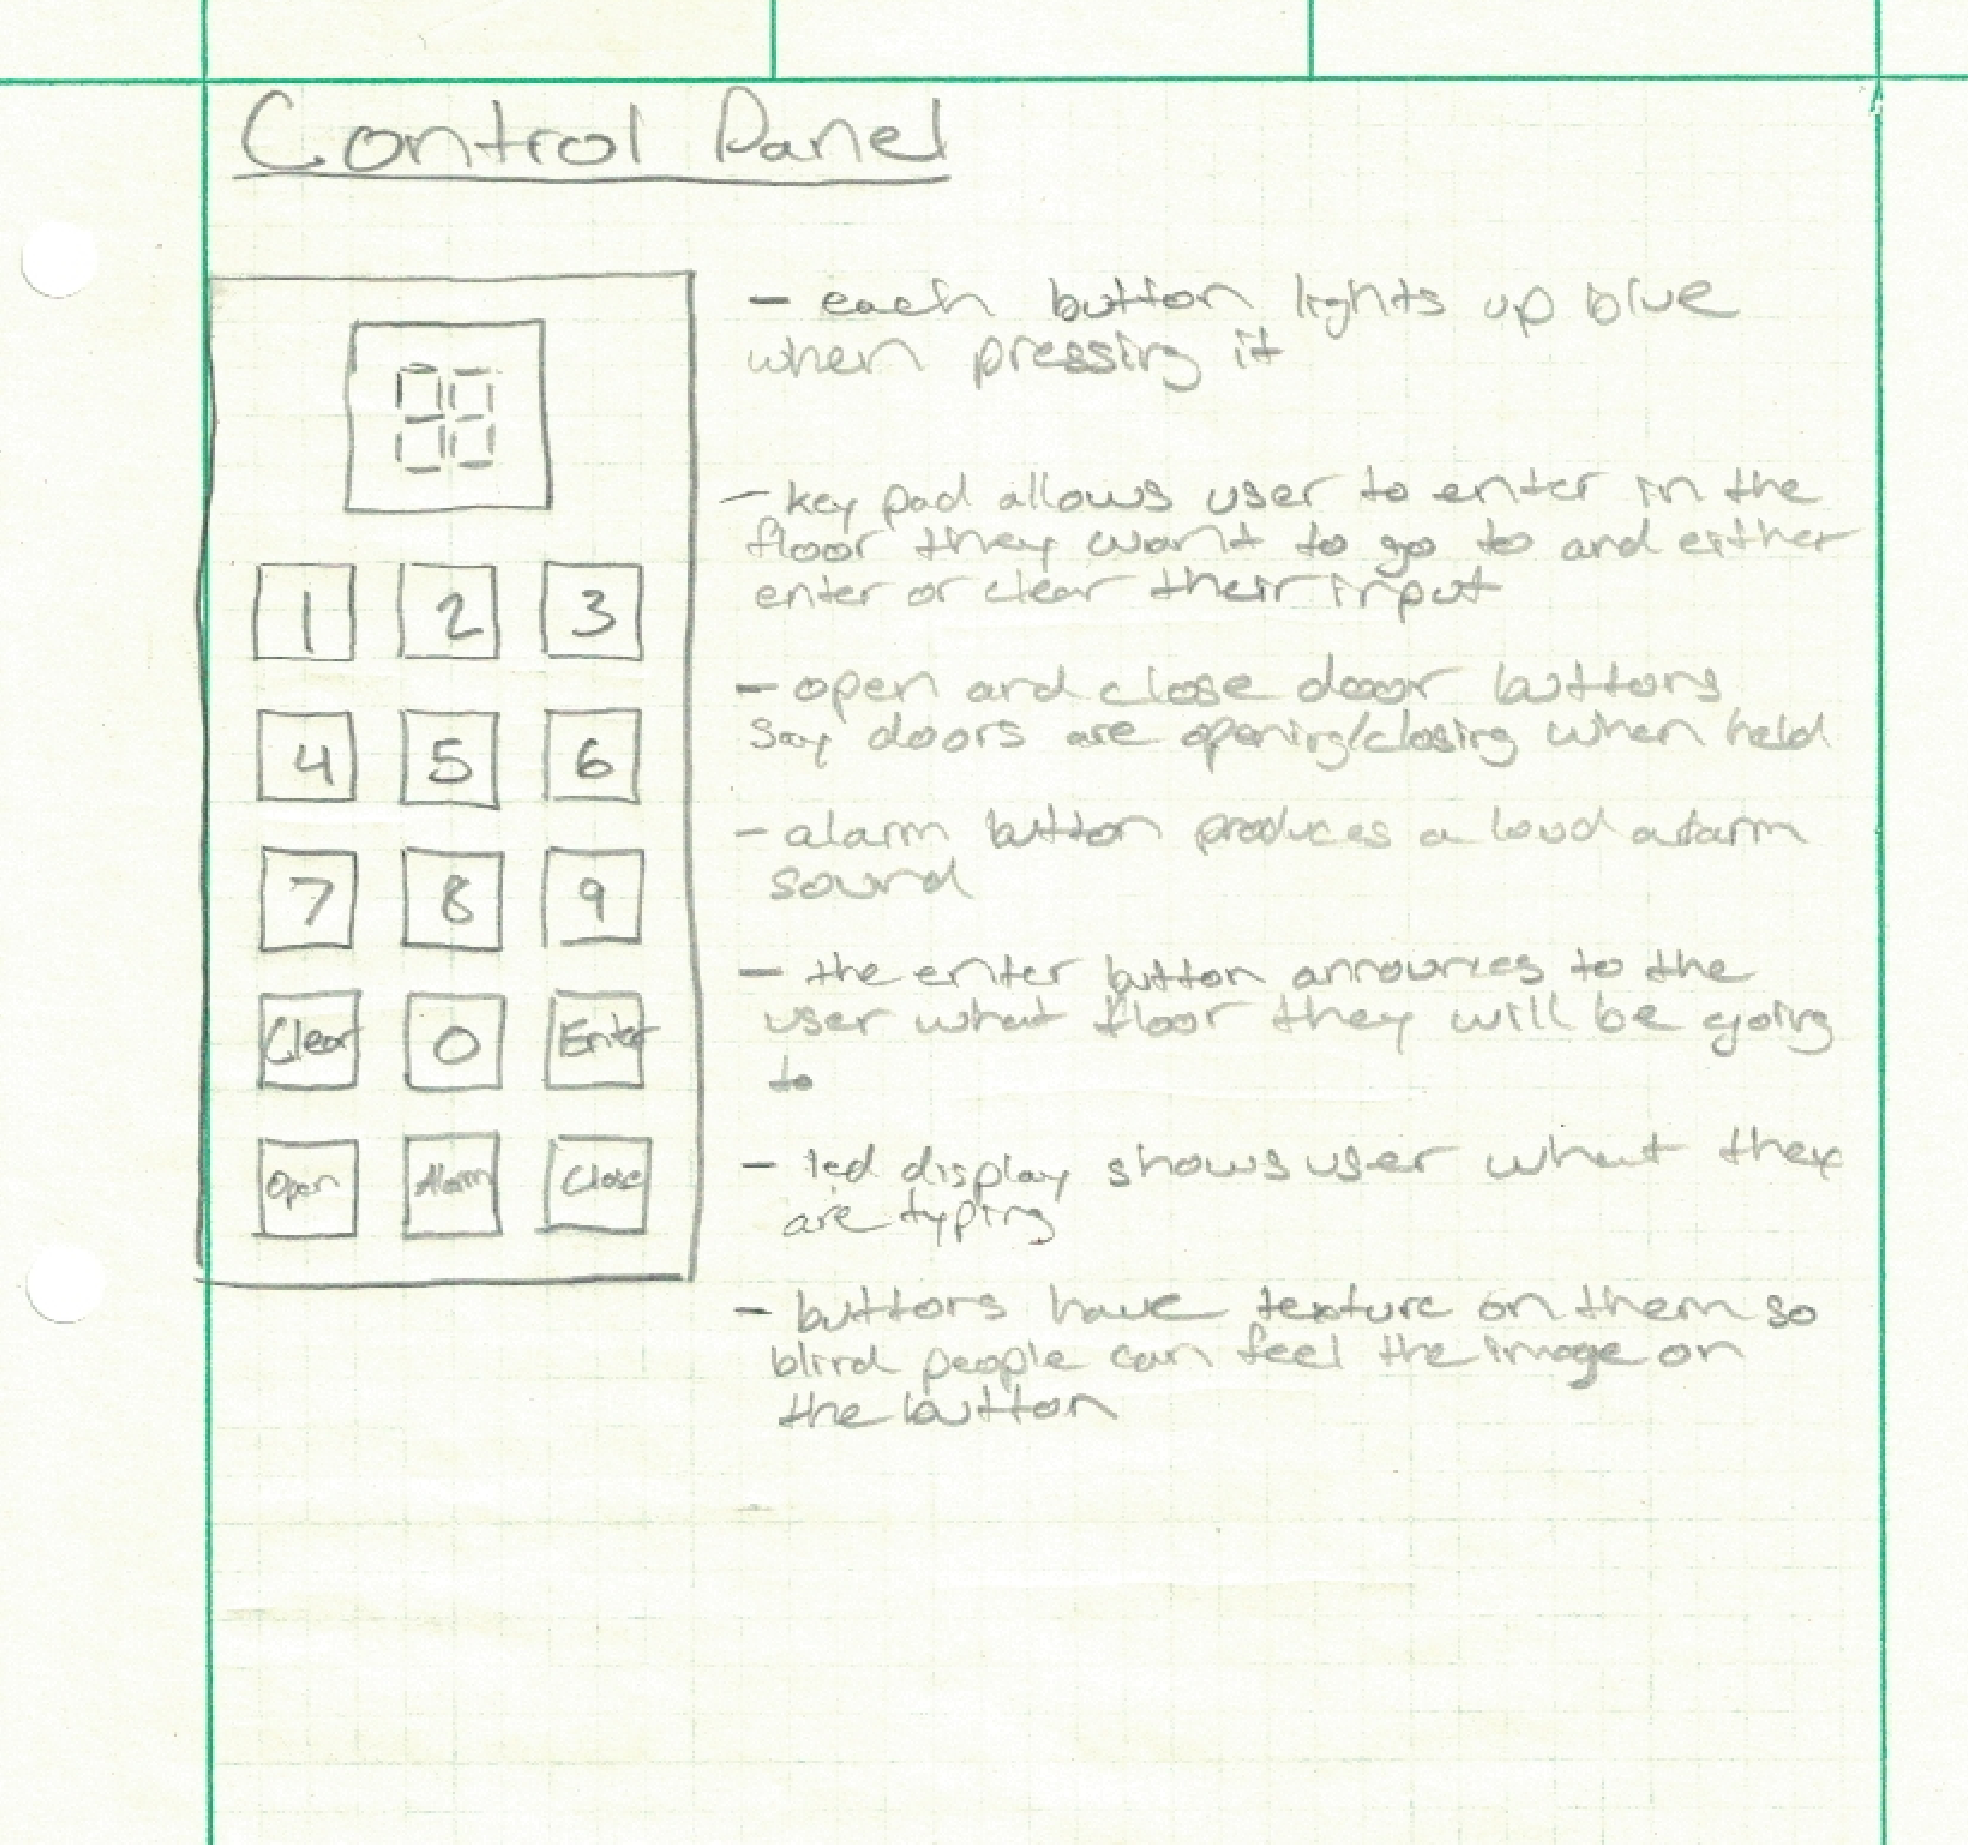 Control Panel
- each button lights up blue
when pressing it
- key pad allows user to enter in the
floor they want to go to and either
enter or clear their input
- open and close dooor buttons
say doors are opening/closing when held
- alarm button produces a loud alarm
sound
- the enter button announces to the
user what floor they will be going
to
- led display shows user what they
are typing
- buttons have texture on them so
blind people can feel the image on
the button
88
1 2 3
4 5 6
7 8 9
Clear 0 Enter
Open Alarm Close